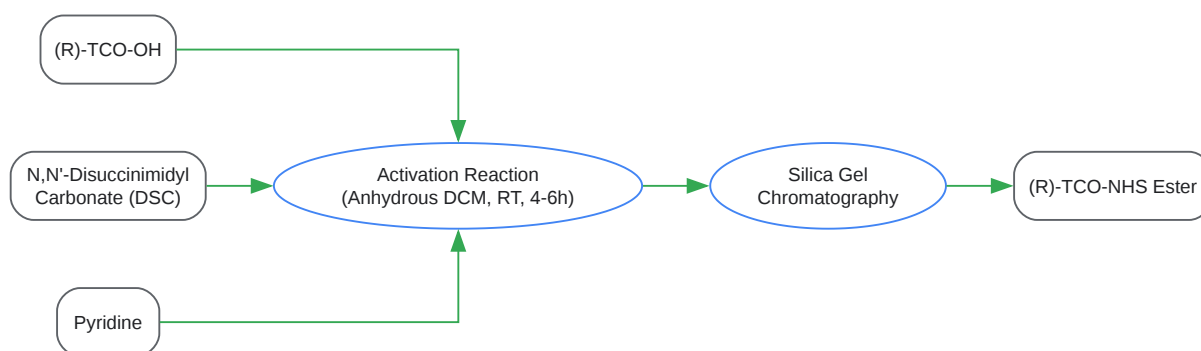 (R)-TCO-OH
N,N'-Disuccinimidyl
Carbonate (DSC)
Pyridine
Activation Reaction
(Anhydrous DCM, RT, 4-6h)
Silica Gel
Chromatography
(R)-TCO-NHS Ester